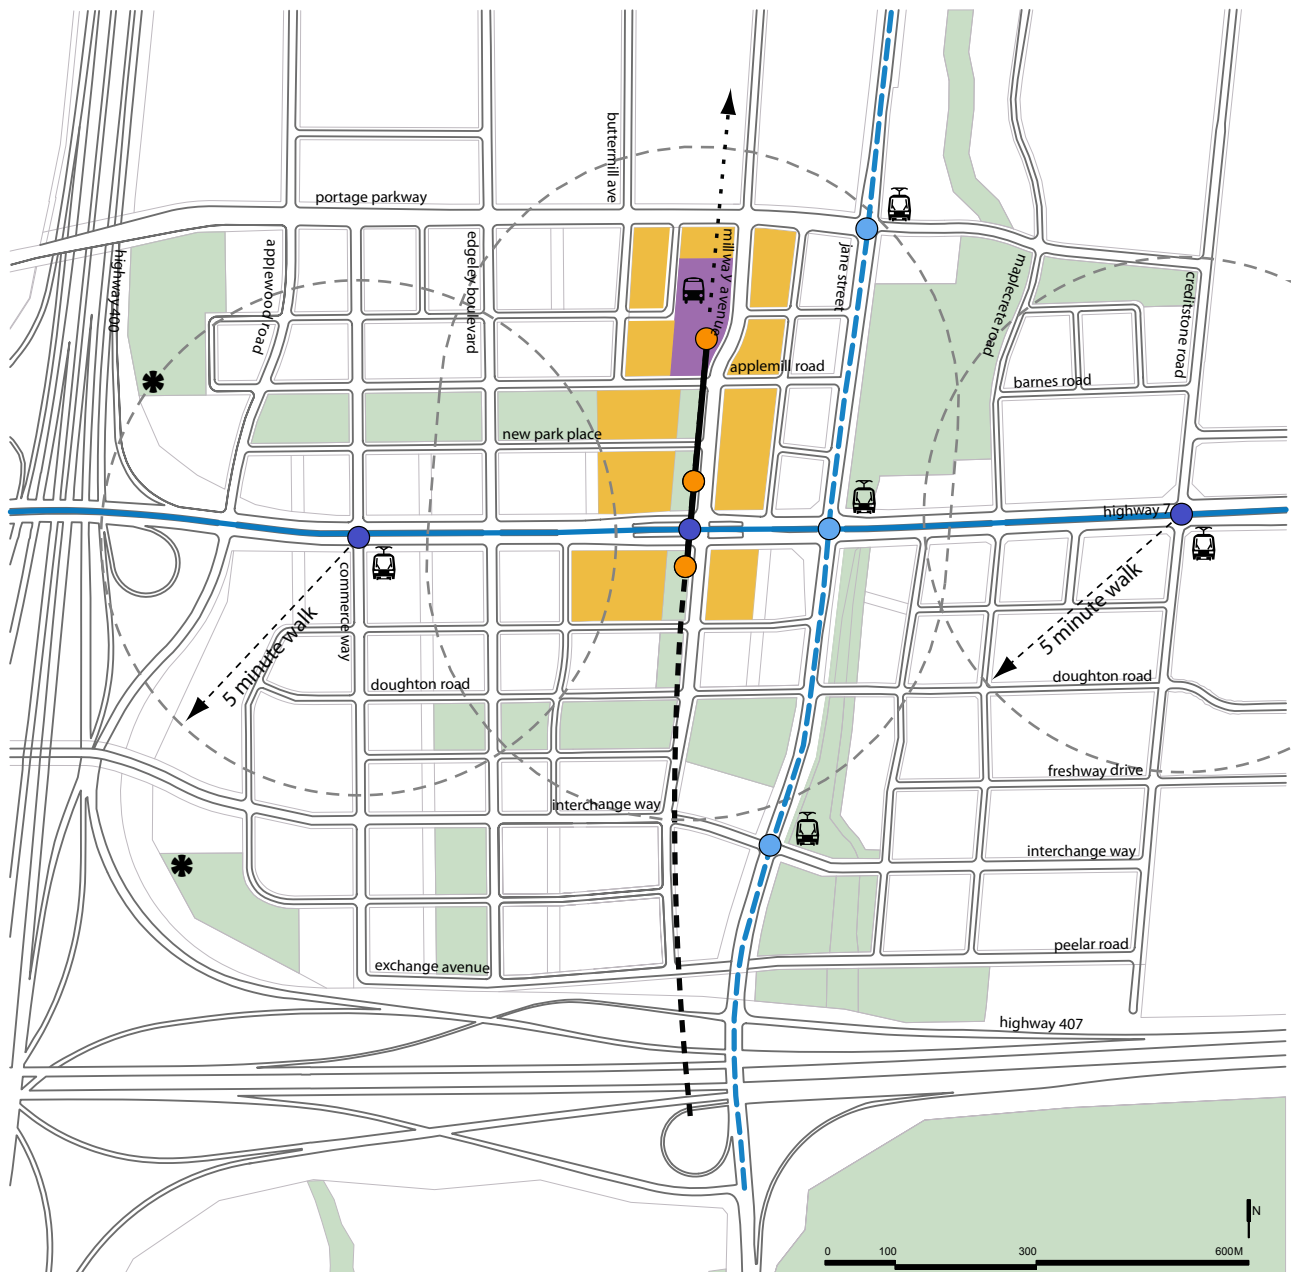 buttermill ave
portage parkway
highway 400
applewood road
edgeley boulevard
millway avenue
jane street
maplecrete road
creditstone road
applemill road
barnes road
new park place
highway 7
commerce way
5 minute walk
5 minute walk
doughton road
doughton road
freshway drive
interchange way
interchange way
peelar road
exchange avenue
highway 407
N
0 100 300 600M